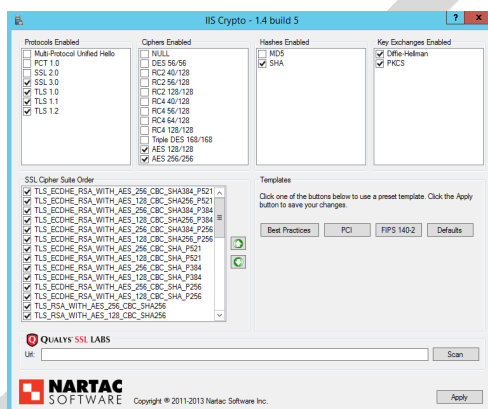 IIS Crypto - 1.4 build 5
? x
Protocols Enabled
Multi-Protocol Unified Hello
PCT 1.0
SSL 2.0
SSL 3.0
TLS 1.0
TLS 1.1
TLS 1.2
Ciphers Enabled
NULL
DES 56/56
RC2 40/128
RC2 56/128
RC2 128/128
RC4 40/128
RC4 56/128
RC4 64/128
RC4 128/128
Triple DES 168/168
AES 128/128
AES 256/256
Hashes Enabled
MD5
SHA
Key Exchanges Enabled
Diffie-Hellman
PKCS
SSL Cipher Suite Order
TLS_ECDHE_RSA_WITH_AES_256_CBC_SHA384_P521
TLS_ECDHE_RSA_WITH_AES_128_CBC_SHA256_P521
TLS_ECDHE_RSA_WITH_AES_256_CBC_SHA384_P384
TLS_ECDHE_RSA_WITH_AES_128_CBC_SHA256_P384
TLS_ECDHE_RSA_WITH_AES_256_CBC_SHA384_P256
TLS_ECDHE_RSA_WITH_AES_128_CBC_SHA256_P256
TLS_ECDHE_RSA_WITH_AES_256_CBC_SHA_P521
TLS_ECDHE_RSA_WITH_AES_128_CBC_SHA_P521
TLS_ECDHE_RSA_WITH_AES_256_CBC_SHA_P384
TLS_ECDHE_RSA_WITH_AES_128_CBC_SHA_P384
TLS_ECDHE_RSA_WITH_AES_256_CBC_SHA_P256
TLS_ECDHE_RSA_WITH_AES_128_CBC_SHA_P256
TLS_RSA_WITH_AES_256_CBC_SHA256
TLS_RSA_WITH_AES_128_CBC_SHA256
Templates
Click one of the buttons below to use a preset template. Click the Apply
button to save your changes.
Best Practices PCI FIPS 140-2 Defaults
QUALYS' SSL LABS
Url: Scan
NARTAC
SOFTWARE Copyright © 2011-2013 Nartac Software Inc. Apply